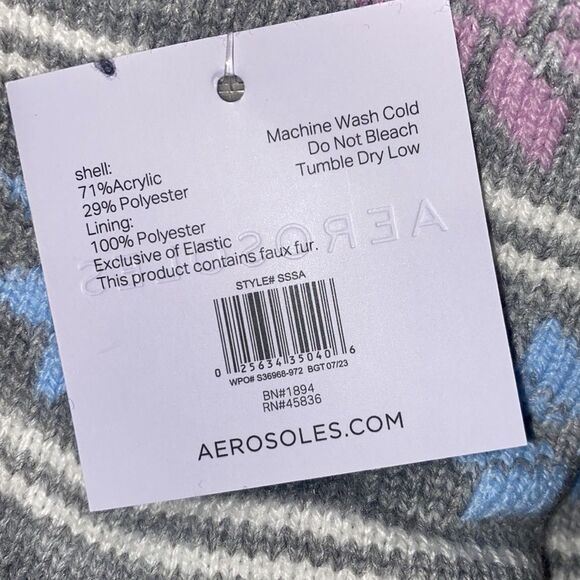 Machine Wash Cold
Do Not Bleach
Tumble Dry Low
shell:
71%Acrylic
29% Polyester
Lining:
100% Polyester
Exclusive of Elastic
This product contains faux fur.
AEROSOLES
STYLE# SSSA
0 25634 35040 6
WPO# S36968-972 BGT 07/23
BN#1894
RN#45836
AEROSOLES.COM